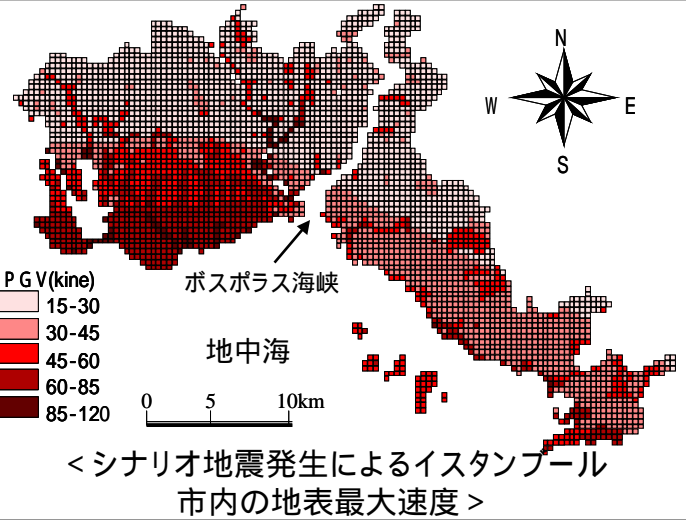 N
W
E
S
ボスポラス海峡
P G V(kine)
15-30
30-45
45-60
60-85
85-120
地中海
0 5 10km
<シナリオ地震発生によるイスタンブール
市内の地表最大速度>